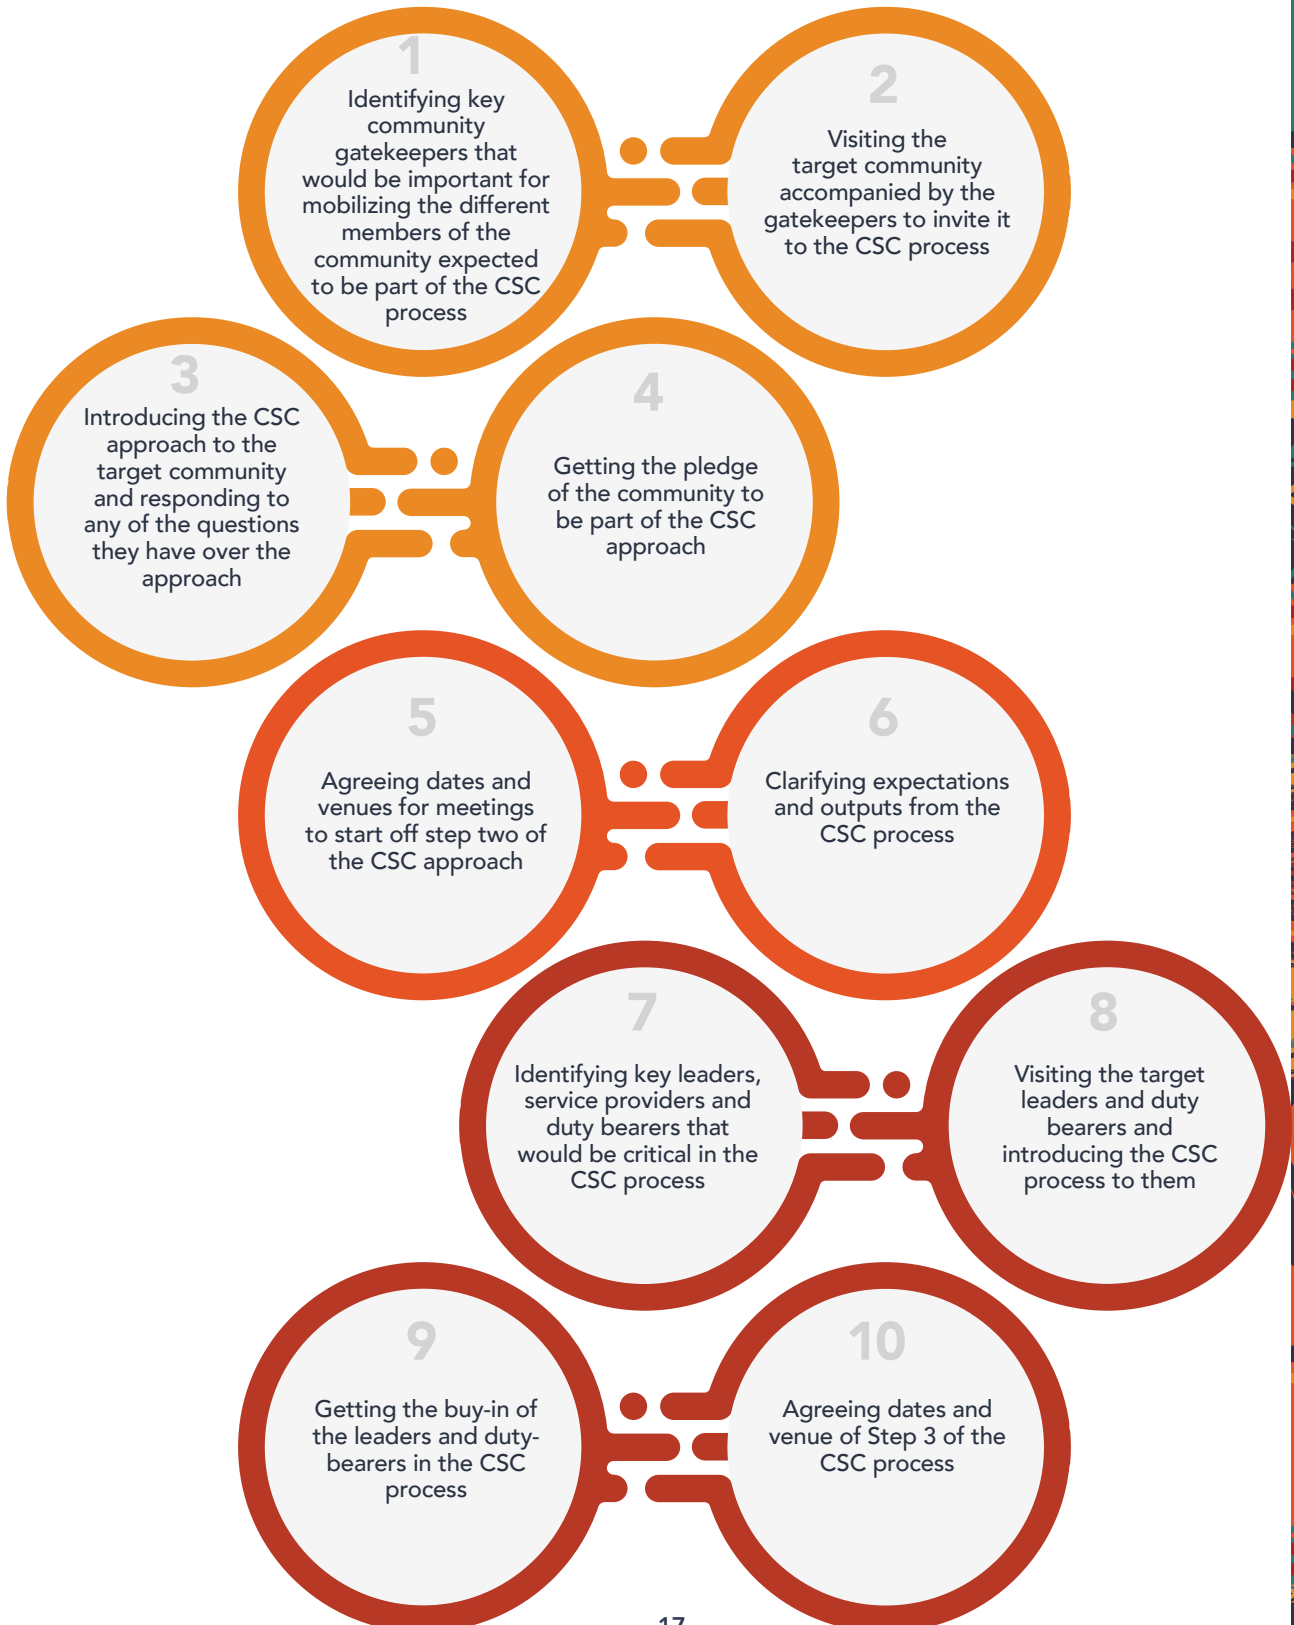 1
Identifying key
community
gatekeepers that
would be important for
mobilizing the different
members of the
community expected
to be part of the CSC
process
2
Visiting the
target community
accompanied by the
gatekeepers to invite it
to the CSC process
3
Introducing the CSC
approach to the
target community
and responding to
any of the questions
they have over the
approach
4
Getting the pledge
of the community to
be part of the CSC
approach
5
Agreeing dates and
venues for meetings
to start off step two of
the CSC approach
6
Clarifying expectations
and outputs from the
CSC process
7
Identifying key leaders,
service providers and
duty bearers that
would be critical in the
CSC process
8
Visiting the target
leaders and duty
bearers and
introducing the CSC
process to them
9
Getting the buy-in of
the leaders and duty-
bearers in the CSC
process
10
Agreeing dates and
venue of Step 3 of the
CSC process
17